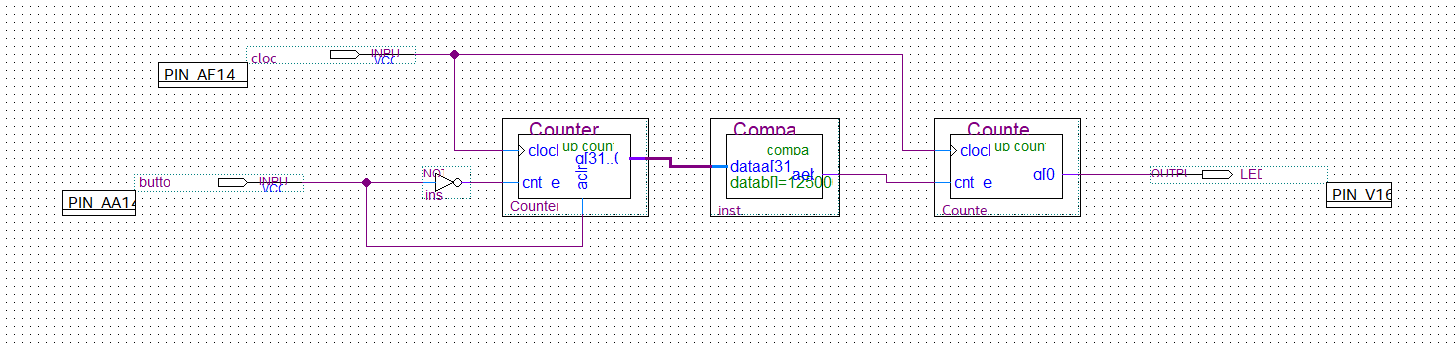 cloc
INPU
VCC
PIN_AF14
Counter
Compa
Counte
clocl
up coun
q[31..0
aclr
cnt_e
Counter
compa
dataa[31
aeb
datab[]=12500
inst
clocl
up coun
cnt_e
q[0
Counte
NOT
ins
butto
INPU
VCC
PIN_AA14
OUTPU
LED
PIN_V16